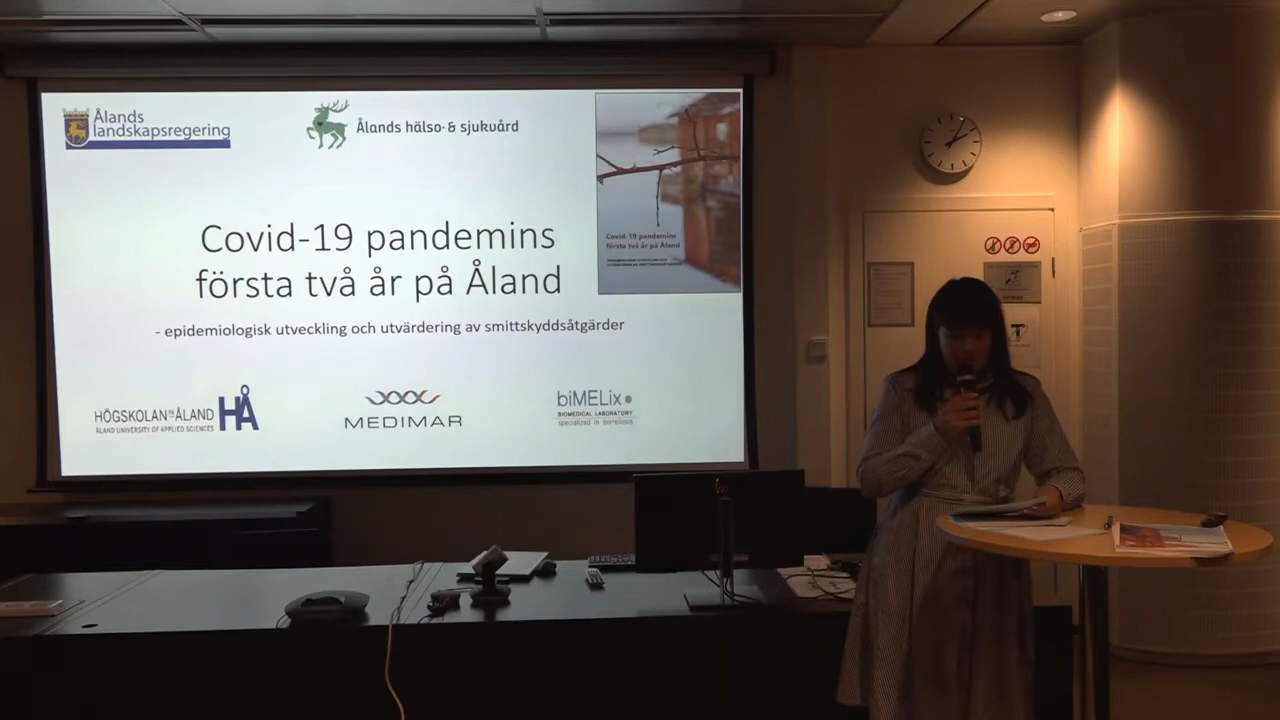 Ålands
landskapsregering
Ålands hälso- & sjukvård
Covid-19 pandemins
första två år på Åland
- epidemiologisk utveckling och utvärdering av smittskyddsåtgärder
Covid-19 pandemins
första två år på Åland
HÖGSKOLAN PÅ ÅLAND HÅ
ÅLAND UNIVERSITY OF APPLIED SCIENCES
MEDIMAR
biMELix
BIOMEDICAL LABORATORY
specialized in borreliosis